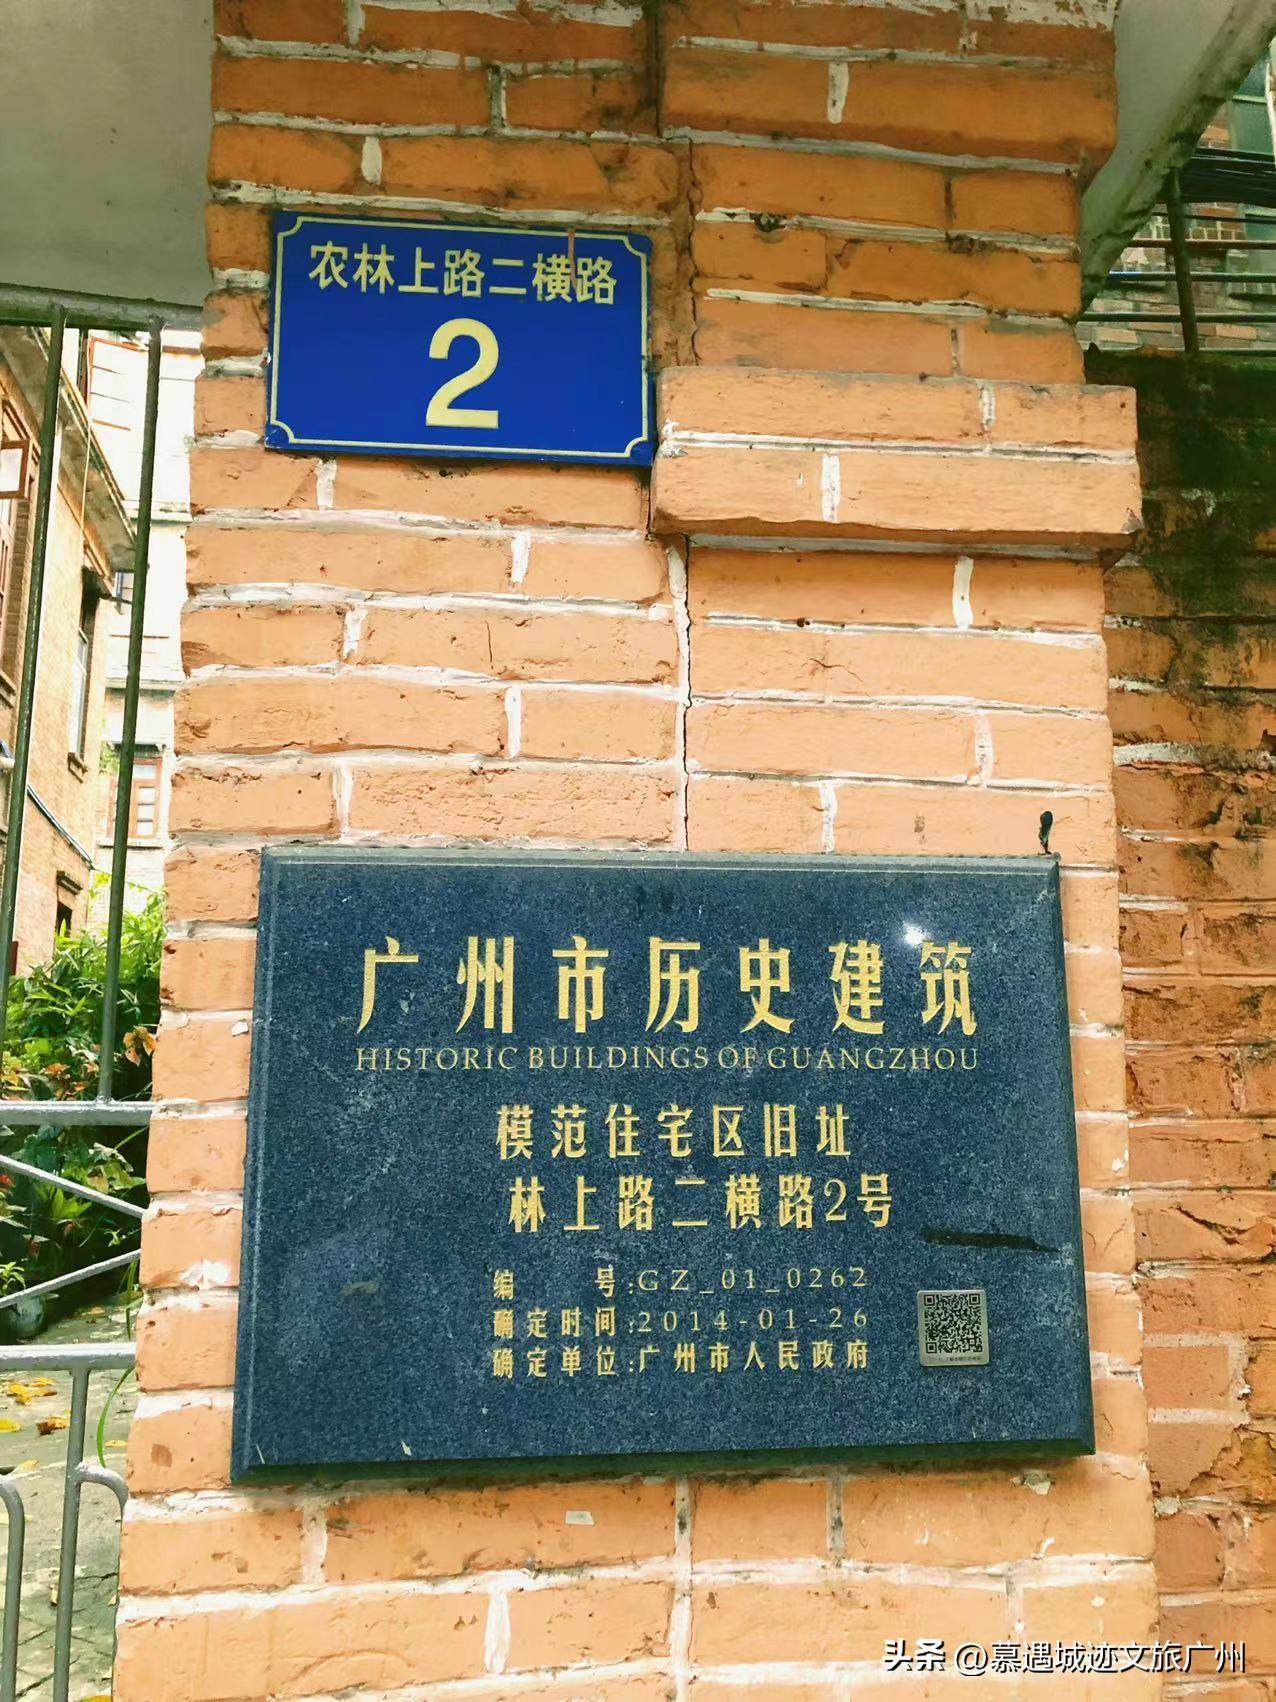 农林上路二横路
2
广州市历史建筑
HISTORIC BUILDINGS OF GUANGZHOU
模范住宅区旧址
林上路二横路2号
编号:GZ_01_0262
确定时间:2014-01-26
确定单位:广州市人民政府
头条 @慕遇城迹文旅广州